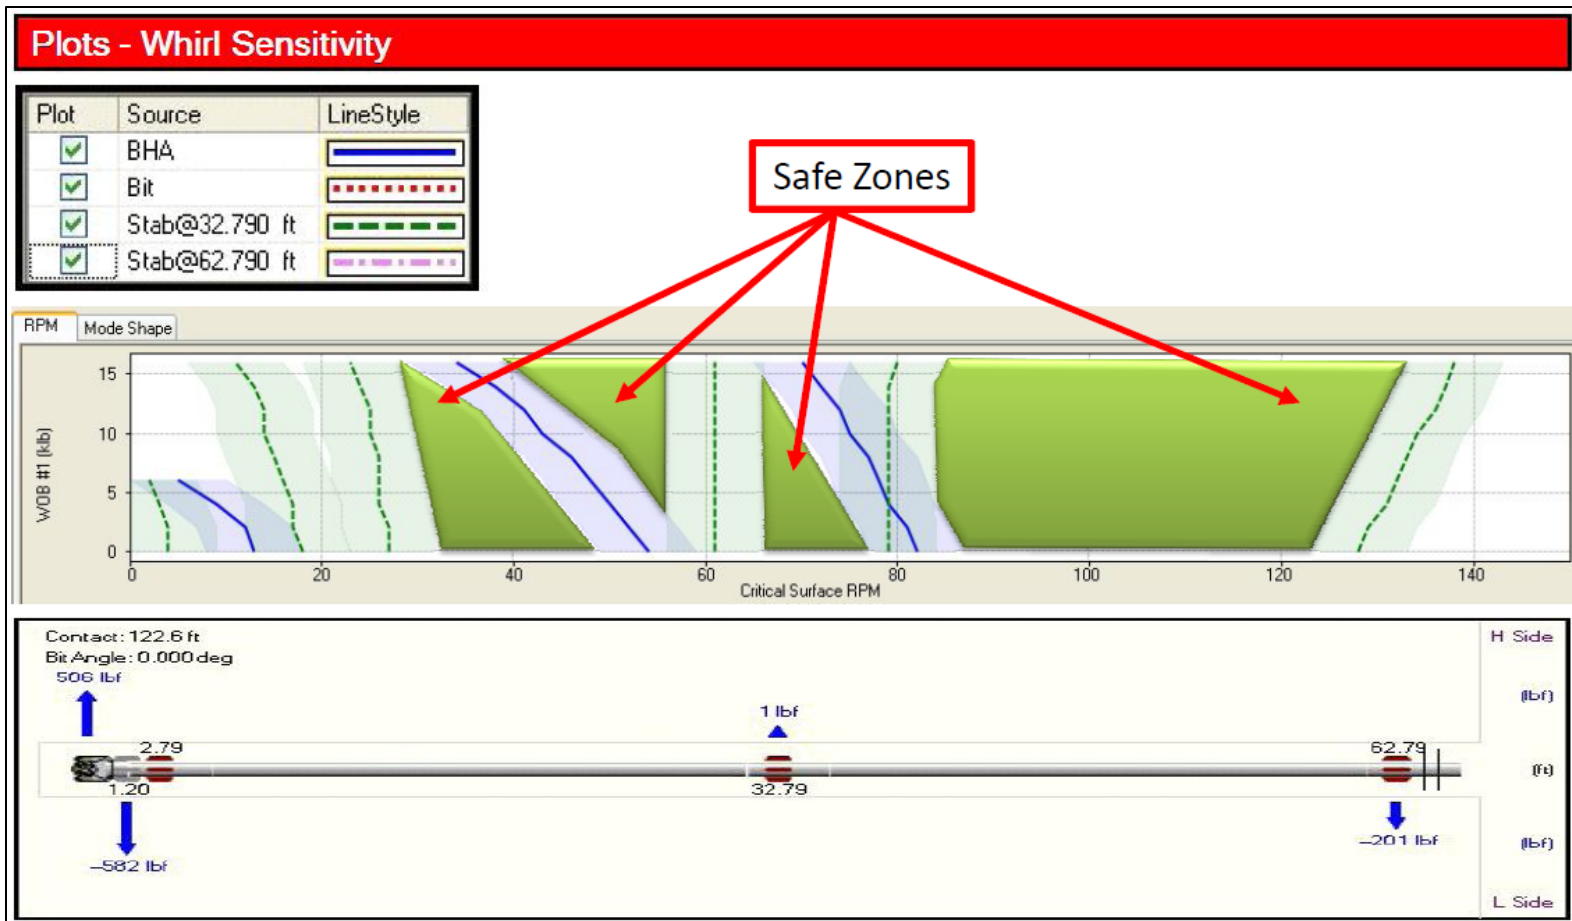 Plots - Whirl Sensitivity
Plot Source LineStyle
BHA
Bit
Stab@32.790 ft
Stab@62.790 ft
Safe Zones
RPM Mode Shape
WOB #1 (klb)
15
10
5
0
0 20 40 60 80 100 120 140
Critical Surface RPM
Contact: 122.6 ft
Bit Angle: 0.000 deg
506 lbf
1 lbf
2.79
62.79
1.20
32.79
-582 lbf
-201 lbf
H Side
(lbf)
(ft)
(lbf)
L Side